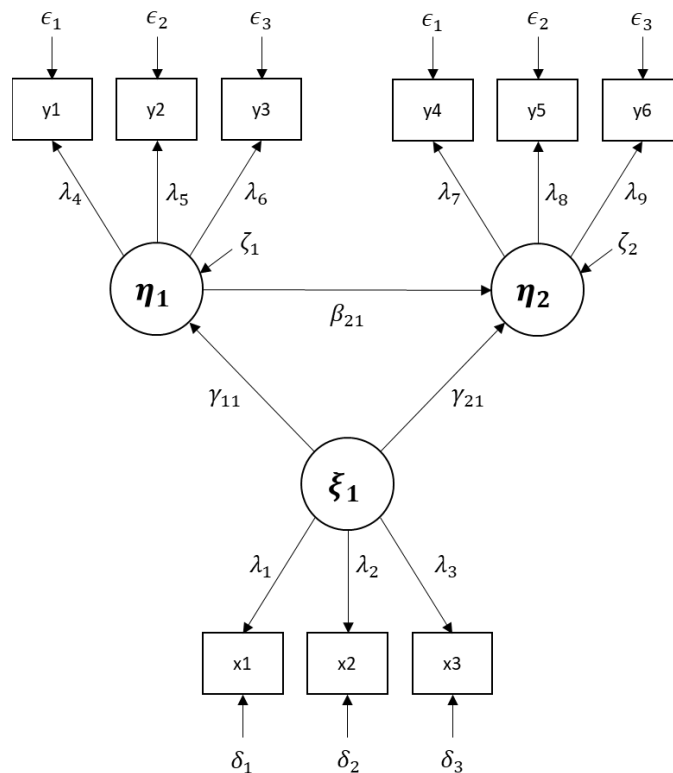 ϵ₁ ϵ₂ ϵ₃ ϵ₁ ϵ₂ ϵ₃
y1 y2 y3 y4 y5 y6
λ₄ λ₅ λ₆ λ₇ λ₈ λ₉
ζ₁ ζ₂
η₁ η₂
β₂₁
γ₁₁ γ₂₁
ξ₁
λ₁ λ₂ λ₃
x1 x2 x3
δ₁ δ₂ δ₃